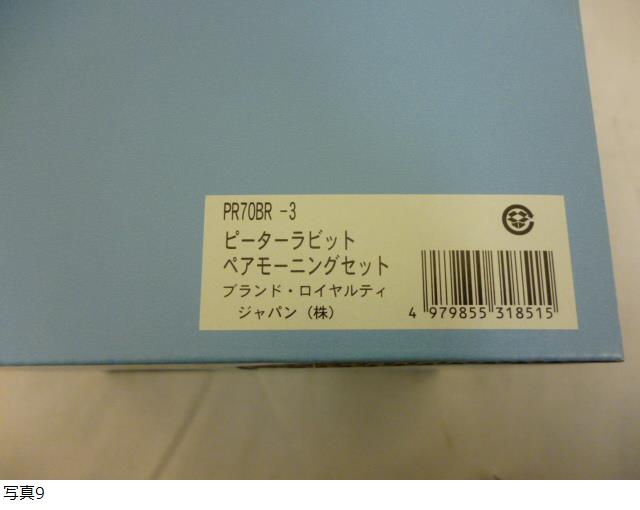 PR70BR -3
ピーターラビット
ペアモーニングセット
ブランド・ロイヤルティ
ジャパン（株）
4 979855 318515
写真9